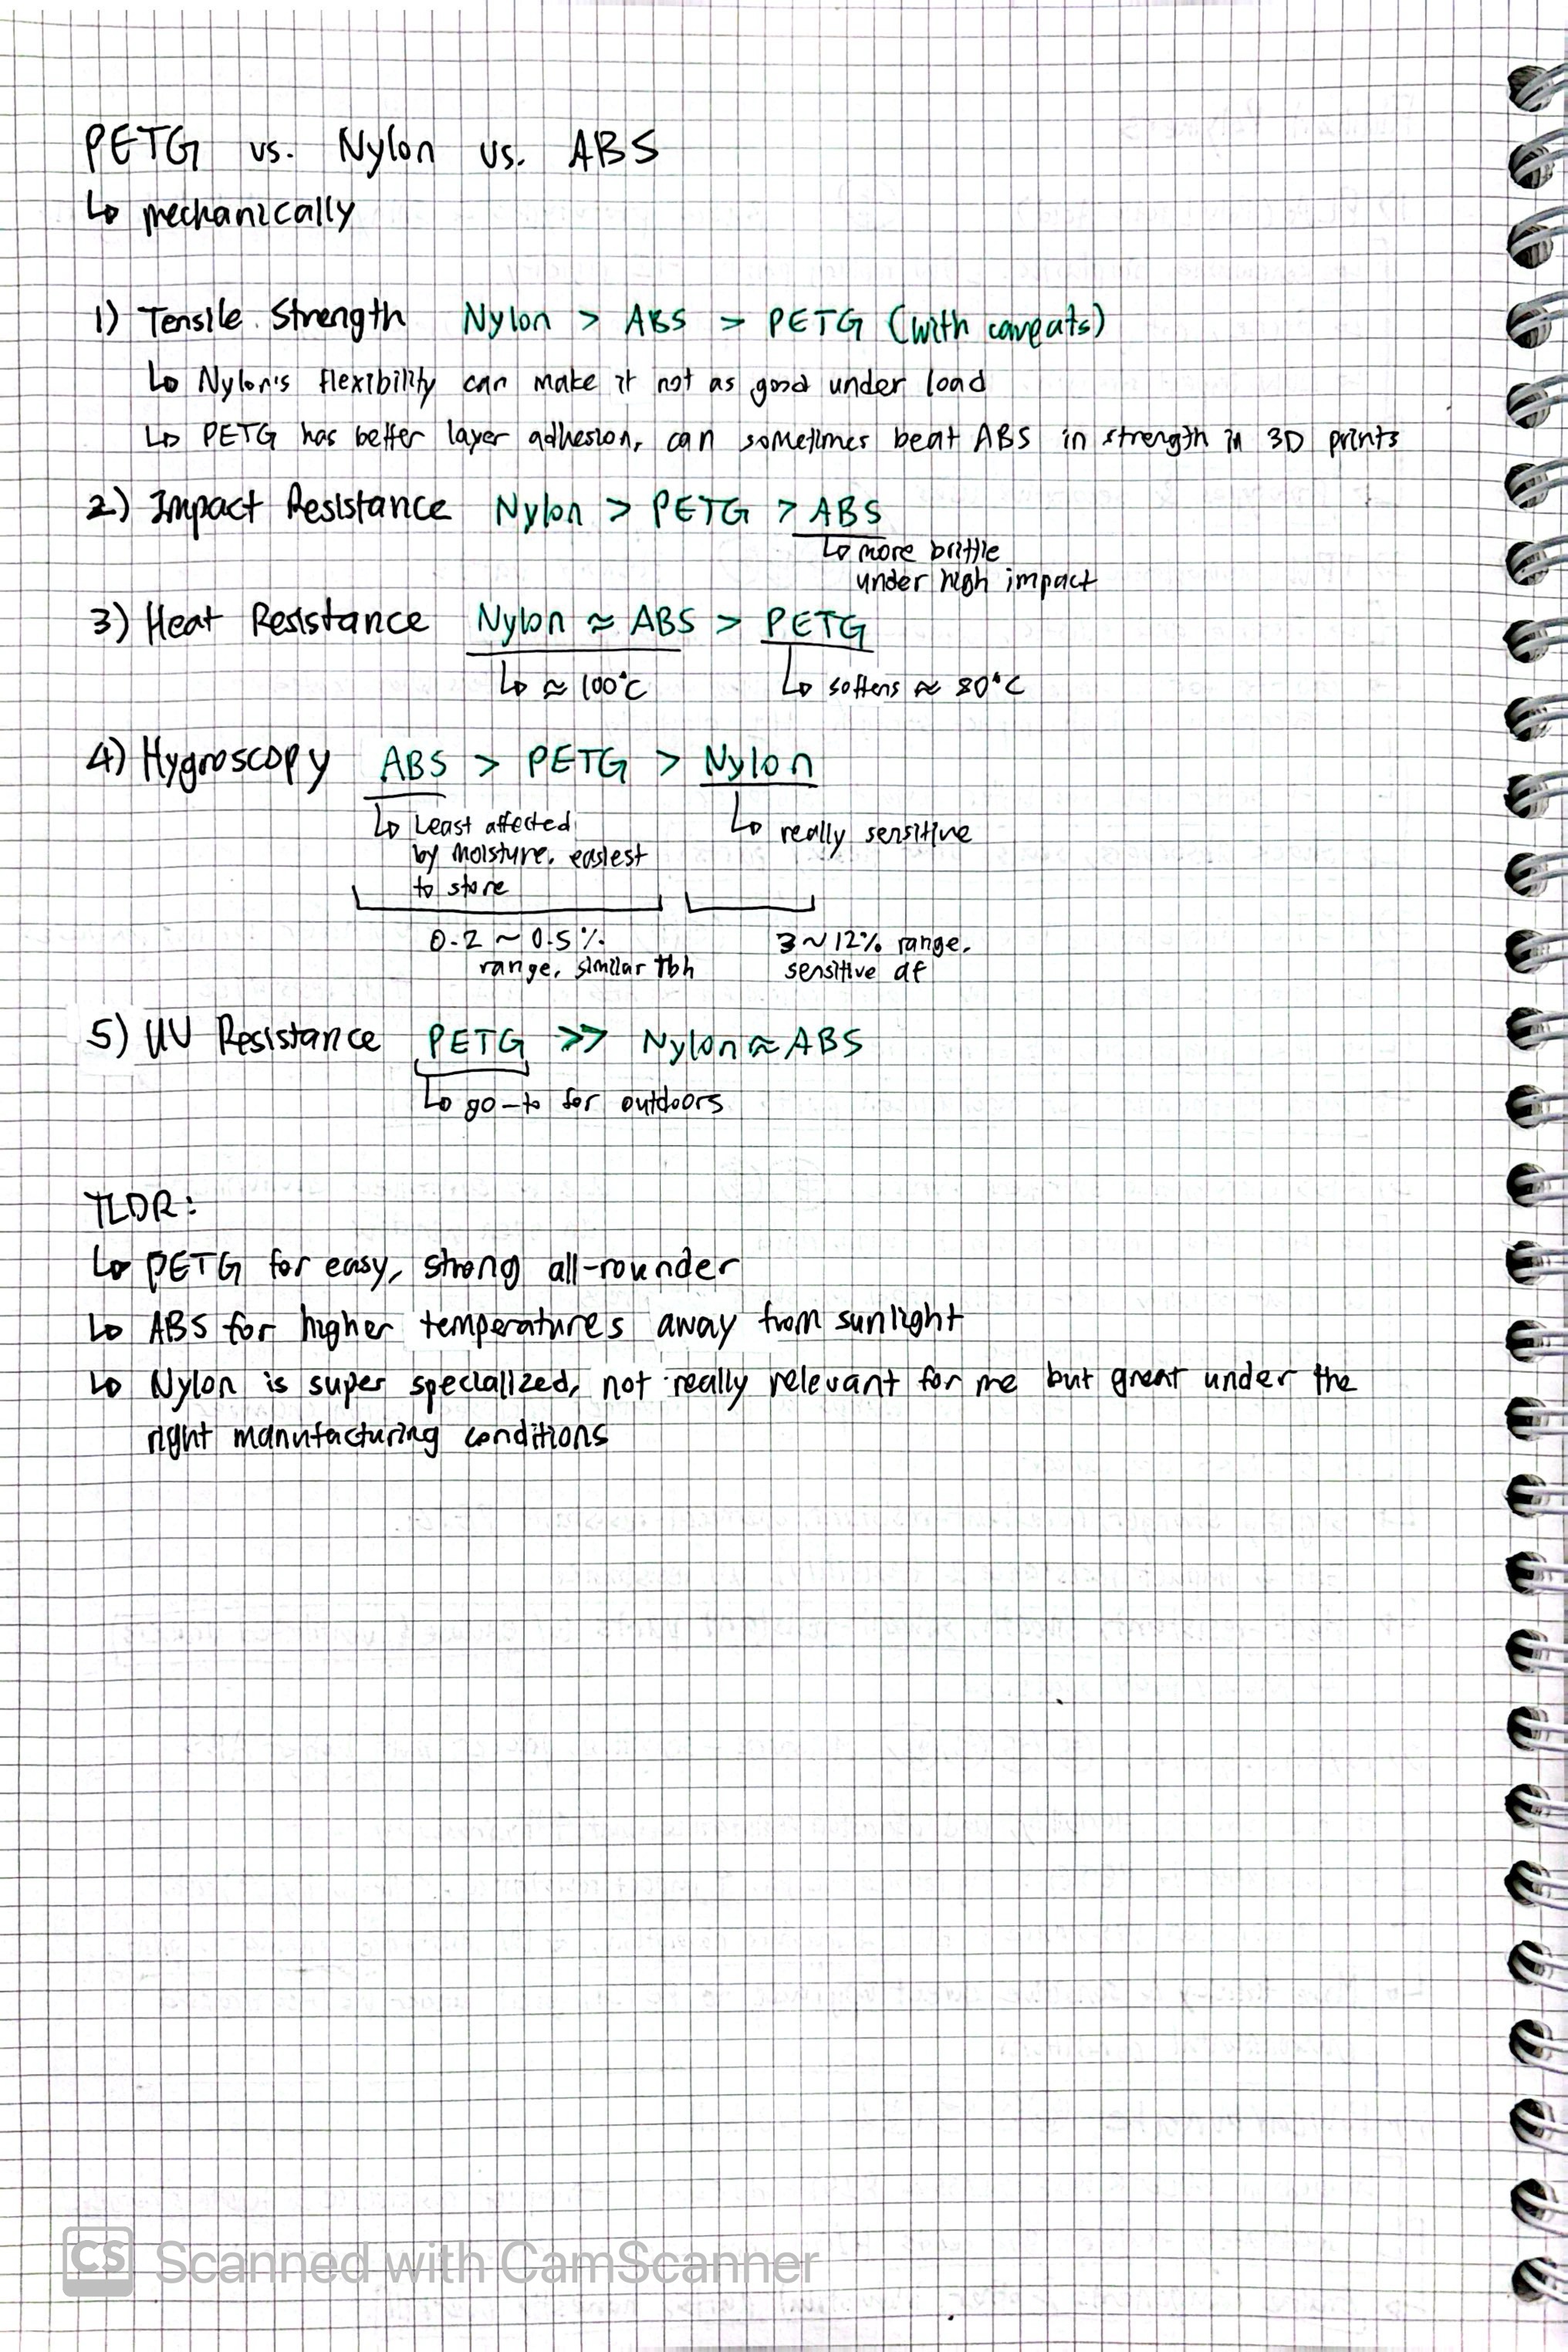 PETG vs. Nylon vs. ABS
↳ mechanically
1) Tensile Strength Nylon > ABS > PETG (with caveats)
↳ Nylon's flexibility can make it not as good under load
↳ PETG has better layer adhesion, can sometimes beat ABS in strength in 3D prints
2) Impact Resistance Nylon > PETG > ABS
↳ more brittle
under high impact
3) Heat Resistance Nylon ≈ ABS > PETG
↳ ≈ 100°C ↳ softens ≈ 80°C
4) Hygroscopy ABS > PETG > Nylon
↳ Least affected
by moisture, easiest
to store
↳ really sensitive
0.2 ~ 0.5%
range, similar tbh
3 ~ 12% range,
sensitive af
5) UV Resistance PETG >> Nylon ≈ ABS
↳ go-to for outdoors
TLDR:
↳ PETG for easy, strong all-rounder
↳ ABS for higher temperatures away from sunlight
↳ Nylon is super specialized, not really relevant for me but great under the
right manufacturing conditions
CS Scanned with CamScanner